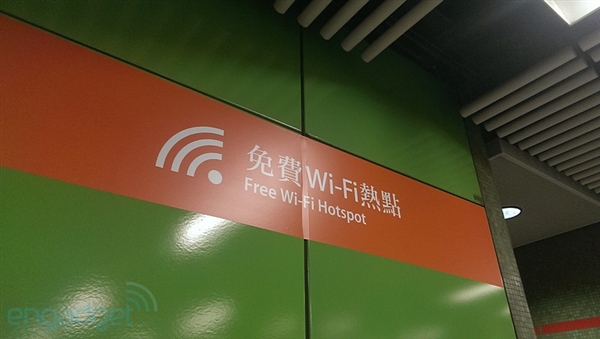 免費Wi-Fi熱點
Free Wi-Fi Hotspot
engadget